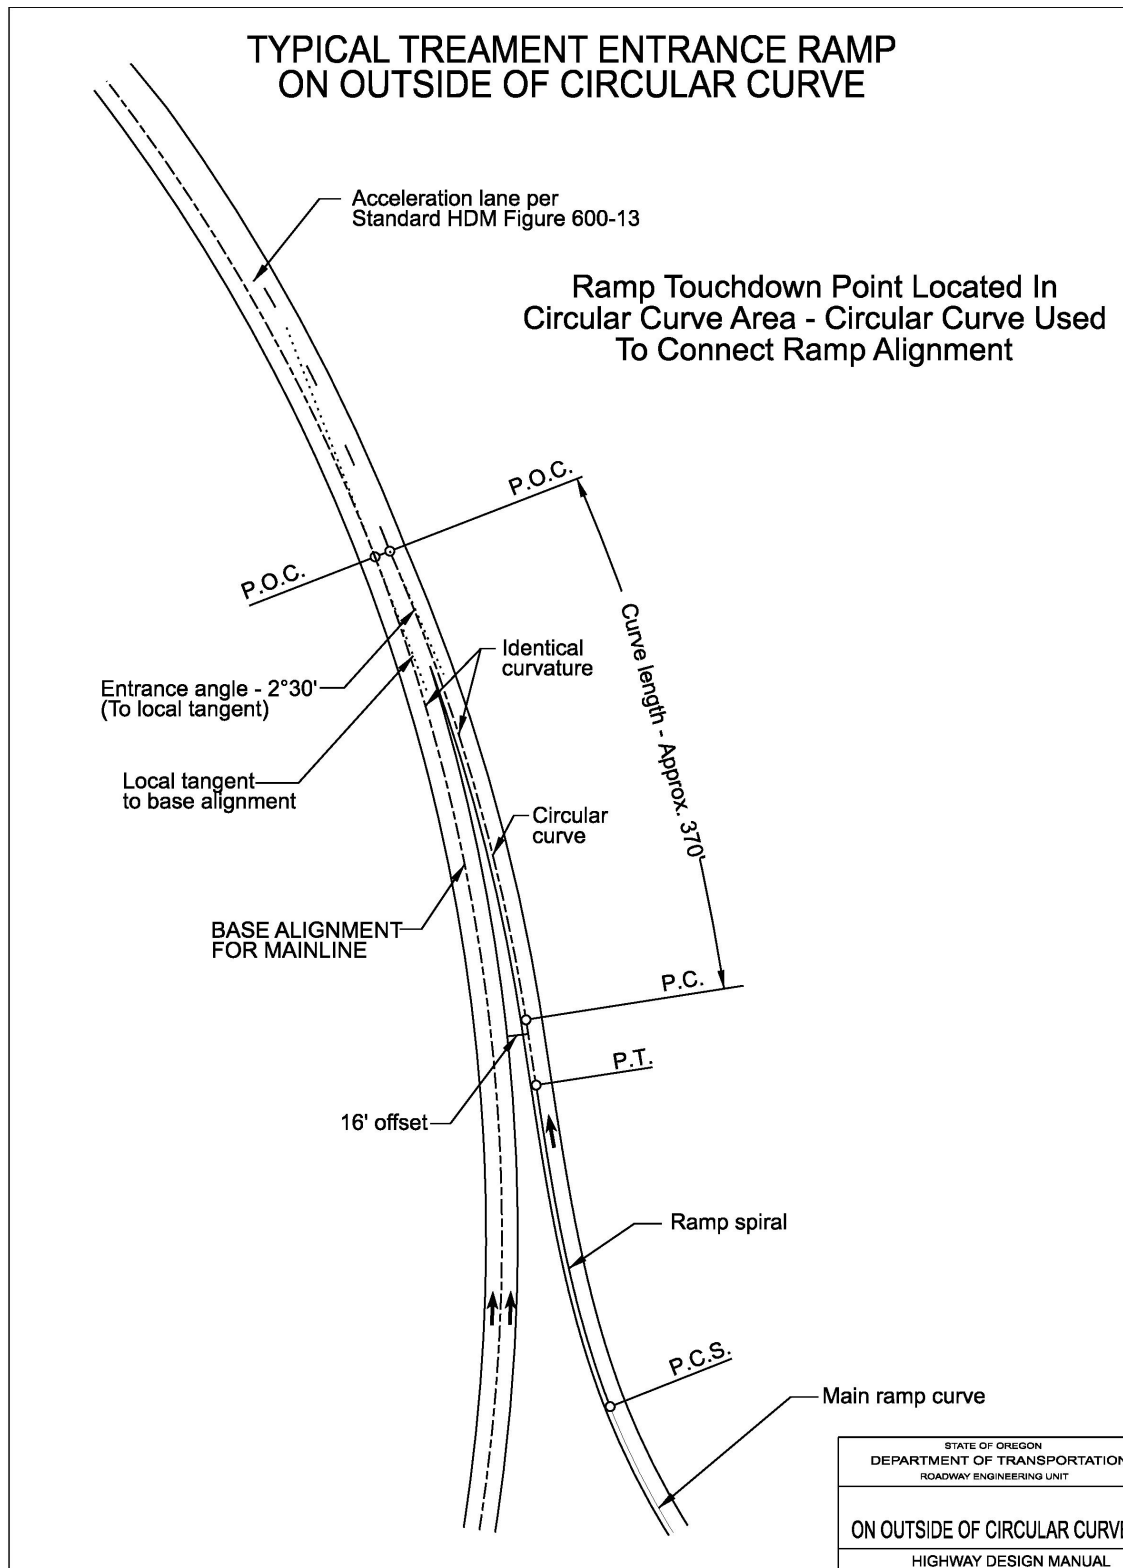 TYPICAL TREAMENT ENTRANCE RAMP
ON OUTSIDE OF CIRCULAR CURVE
Acceleration lane per
Standard HDM Figure 600-13
Ramp Touchdown Point Located In
Circular Curve Area - Circular Curve Used
To Connect Ramp Alignment
P.O.C.
P.O.C.
Curve length - Approx. 370'
Identical
curvature
Entrance angle - 2°30'
(To local tangent)
Local tangent
to base alignment
Circular
curve
BASE ALIGNMENT
FOR MAINLINE
P.C.
P.T.
16' offset
Ramp spiral
P.C.S.
Main ramp curve
STATE OF OREGON
DEPARTMENT OF TRANSPORTATION
ROADWAY ENGINEERING UNIT
ON OUTSIDE OF CIRCULAR CURVE
HIGHWAY DESIGN MANUAL